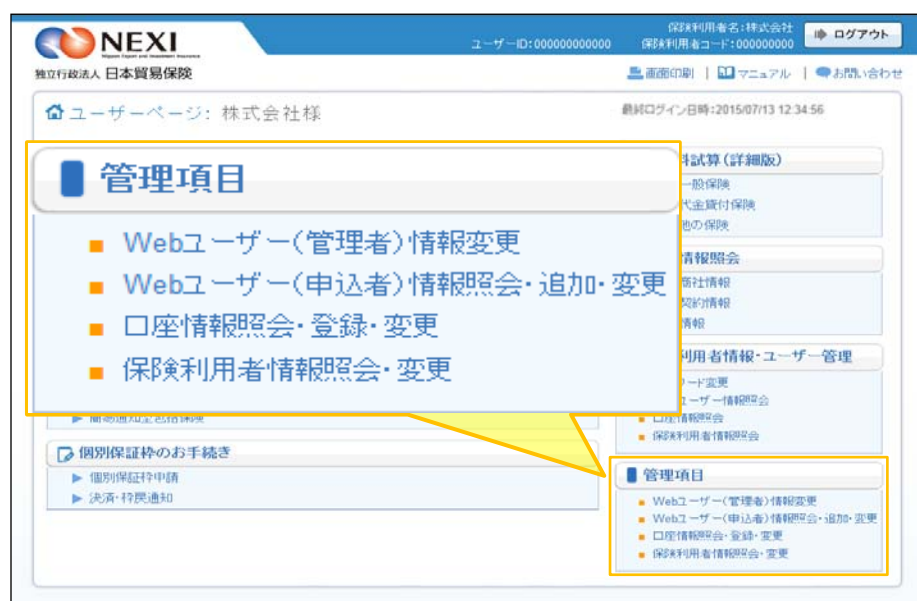 NEXI
Nippon Export and Investment Insurance
独立行政法人 日本貿易保険
ユーザーID:000000000000
保険利用者名:株式会社
保険利用者コード:000000000
ログアウト
画面印刷 | マニュアル | お問い合わせ
ユーザーページ: 株式会社様
最終ログイン日時:2015/07/13 12:34:56
管理項目
Webユーザー(管理者)情報変更
Webユーザー(申込者)情報照会・追加・変更
口座情報照会・登録・変更
保険利用者情報照会・変更
料試算(詳細版)
一般保険
代金貸付保険
他の保険
情報照会
商社情報
契約情報
情報
利用者情報・ユーザー管理
ード変更
ユーザー情報照会
口座情報照会
保険利用者情報照会
簡易通知型包括保険
個別保証枠のお手続き
個別保証枠申請
決済・枠戻通知
管理項目
Webユーザー(管理者)情報変更
Webユーザー(申込者)情報照会・追加・変更
口座情報照会・登録・変更
保険利用者情報照会・変更